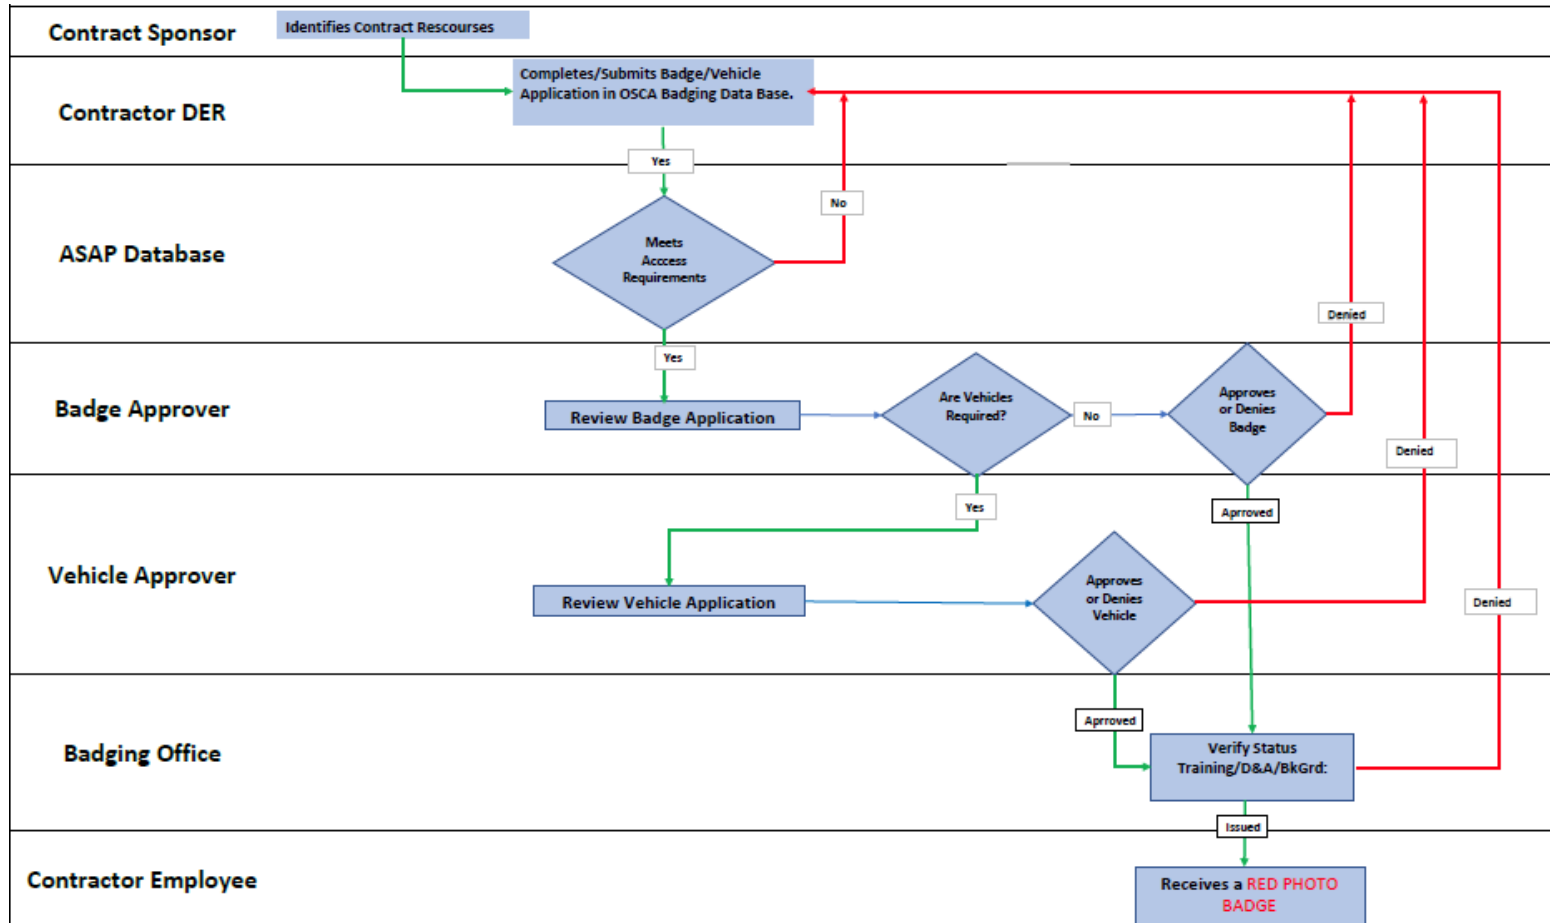 Contract Sponsor
Identifies Contract Rescourses
Contractor DER
Completes/Submits Badge/Vehicle
Application in OSCA Badging Data Base.
Yes
ASAP Database
No
Meets
Acccess
Requirements
Denied
Yes
Badge Approver
Review Badge Application
Are Vehicles
Required?
No
Approves
or Denies
Badge
Denied
Yes
Aprroved
Vehicle Approver
Review Vehicle Application
Approves
or Denies
Vehicle
Denied
Aprroved
Badging Office
Verify Status
Training/D&A/BkGrd:
Issued
Contractor Employee
Receives a RED PHOTO
BADGE